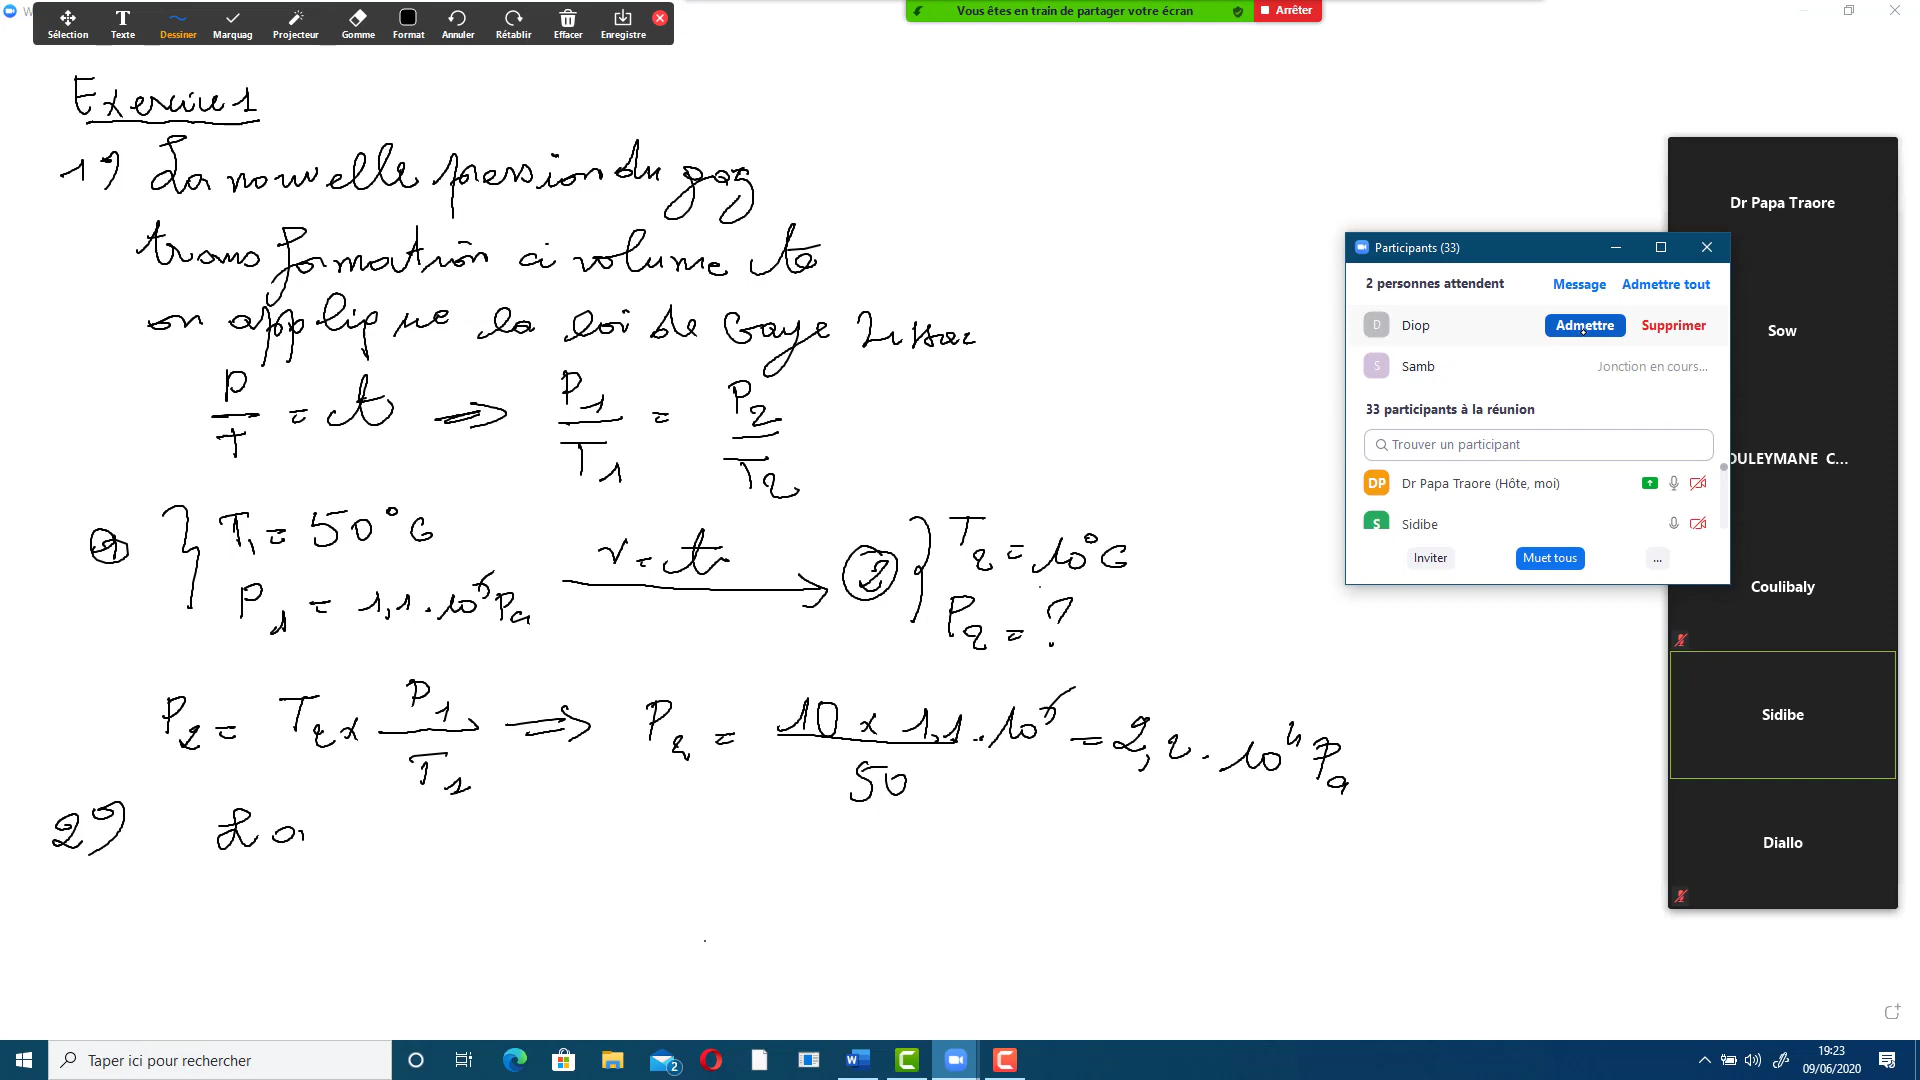 Sélection Texte Dessiner Marquag Projecteur Gomme Format Annuler Rétablir Effacer Enregistre
Vous êtes en train de partager votre écran Arrêter
Exercice 1
1°) La nouvelle pression du gaz
transformation à volume cte
on applique la loi de Gaye Lussac
P/T = cte ⇒ P1/T1 = P2/T2
① { T1 = 50°C V = cte ② { T2 = 10°C
P1 = 1,1.10⁵Pa P2 = ?
P2 = T2 x P1/T1 ⇒ P2 = 10 x 1,1.10⁵/50 = 2,2.10⁴ Pa
2°) La
Participants (33)
2 personnes attendent Message Admettre tout
D Diop Admettre Supprimer
S Samb Jonction en cours...
33 participants à la réunion
Trouver un participant
DP Dr Papa Traore (Hôte, moi)
S Sidibe
Inviter Muet tous ...
Dr Papa Traore
Sow
OULEYMANE C...
Coulibaly
Sidibe
Diallo
Taper ici pour rechercher
2
19:23
09/06/2020